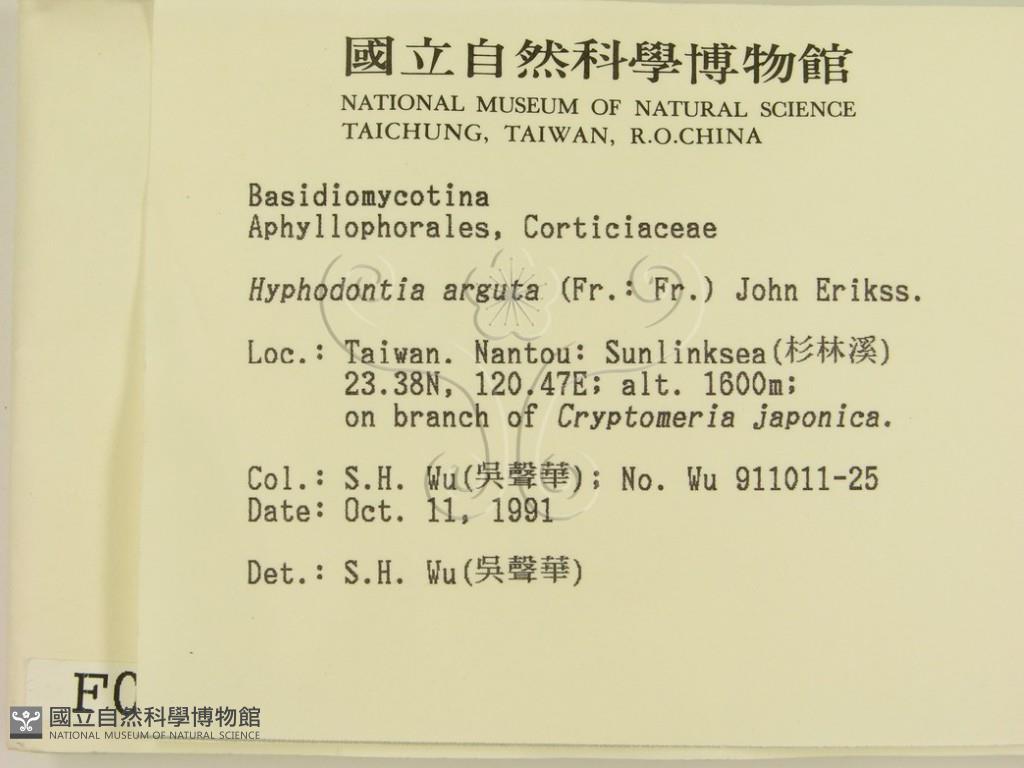 國立自然科學博物館
NATIONAL MUSEUM OF NATURAL SCIENCE
TAICHUNG, TAIWAN, R.O.CHINA
Basidiomycotina
Aphyllophorales, Corticiaceae
Hyphodontia arguta (Fr.: Fr.) John Erikss.
Loc.: Taiwan. Nantou: Sunlinksea(杉林溪)
23.38N, 120.47E; alt. 1600m;
on branch of Cryptomeria japonica.
Col.: S.H. Wu(吳聲華); No. Wu 911011-25
Date: Oct. 11, 1991
Det.: S.H. Wu(吳聲華)
國立自然科學博物館
NATIONAL MUSEUM OF NATURAL SCIENCE